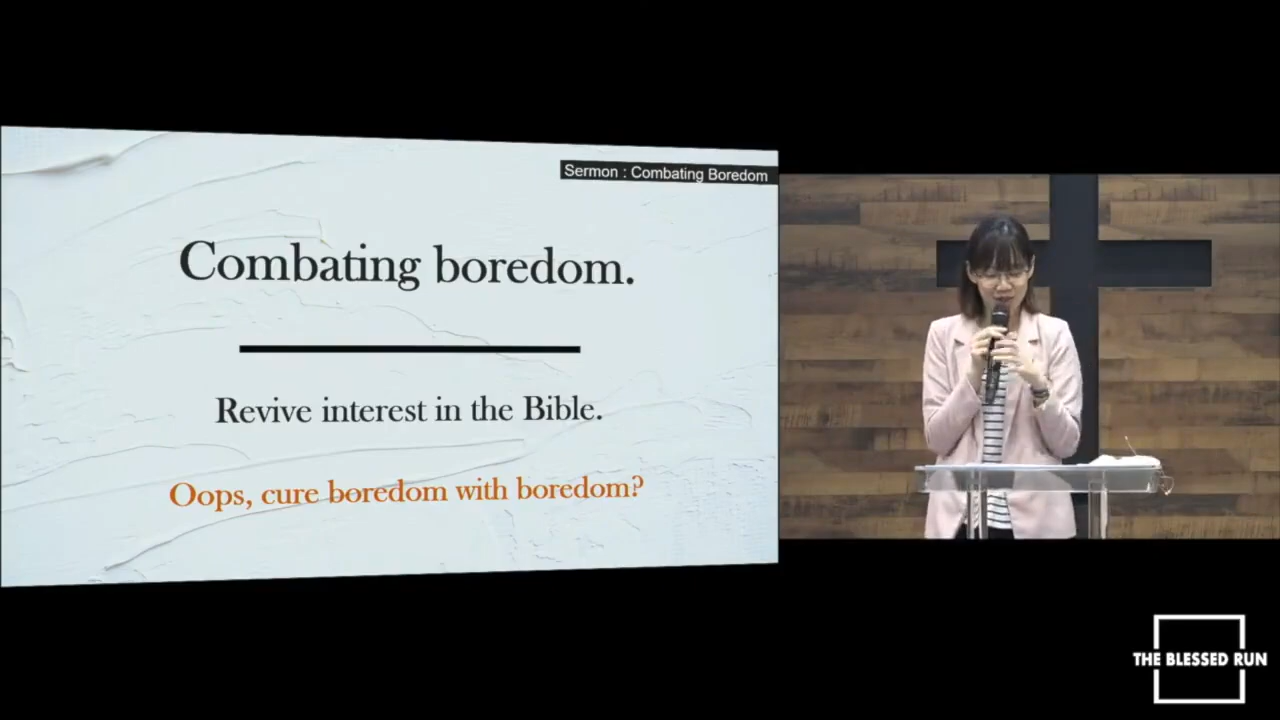 Sermon : Combating Boredom
Combating boredom.
Revive interest in the Bible.
Oops, cure boredom with boredom?
THE BLESSED RUN